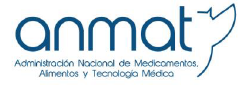 anmat
Administración Nacional de Medicamentos,
Alimentos y Tecnología Médica